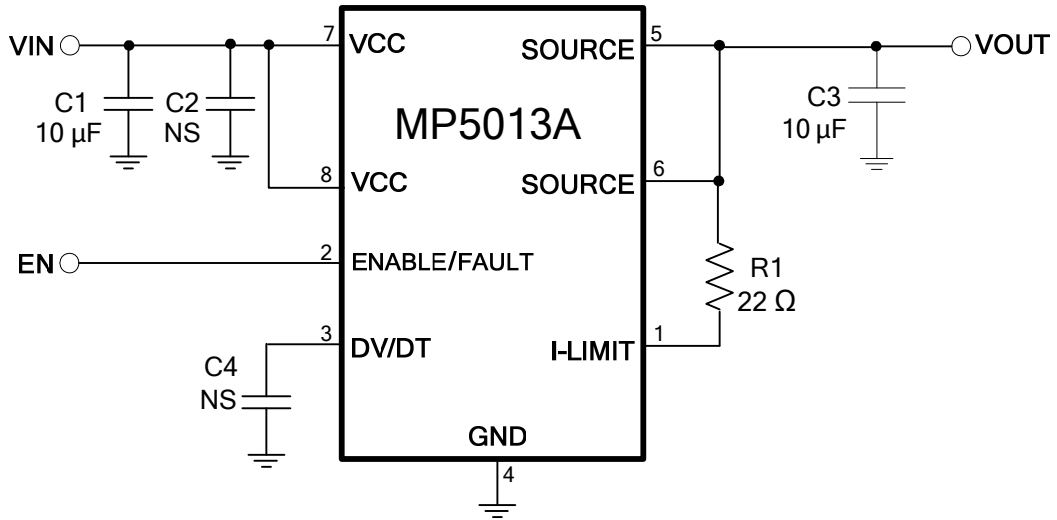 VIN
7
VCC
SOURCE
5
VOUT
C1
10 µF
C2
NS
MP5013A
C3
10 µF
8
VCC
SOURCE
6
EN
2
ENABLE/FAULT
R1
22 Ω
3
DV/DT
I-LIMIT
1
C4
NS
GND
4